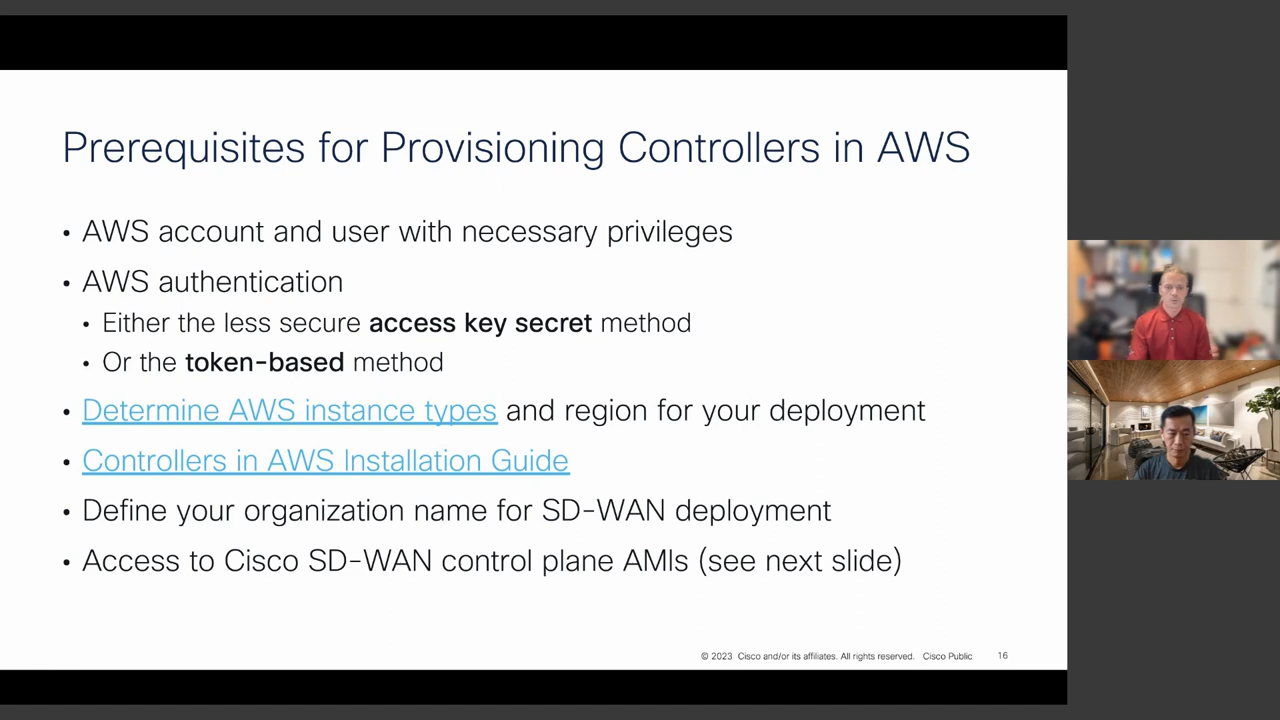 Prerequisites for Provisioning Controllers in AWS
• AWS account and user with necessary privileges
• AWS authentication
• Either the less secure access key secret method
• Or the token-based method
• Determine AWS instance types and region for your deployment
• Controllers in AWS Installation Guide
• Define your organization name for SD-WAN deployment
• Access to Cisco SD-WAN control plane AMIs (see next slide)
© 2023 Cisco and/or its affiliates. All rights reserved. Cisco Public 16